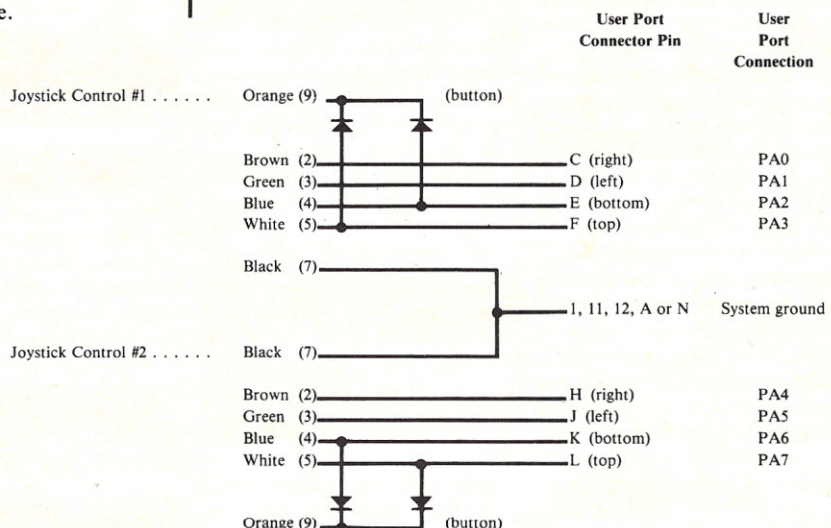 e.
User Port Connector Pin
User Port Connection
Joystick Control #1 . . . . . . Orange (9) (button)
Brown (2) C (right) PA0
Green (3) D (left) PA1
Blue (4) E (bottom) PA2
White (5) F (top) PA3
Black (7)
1, 11, 12, A or N System ground
Joystick Control #2 . . . . . . Black (7)
Brown (2) H (right) PA4
Green (3) J (left) PA5
Blue (4) K (bottom) PA6
White (5) L (top) PA7
Orange (9) (button)